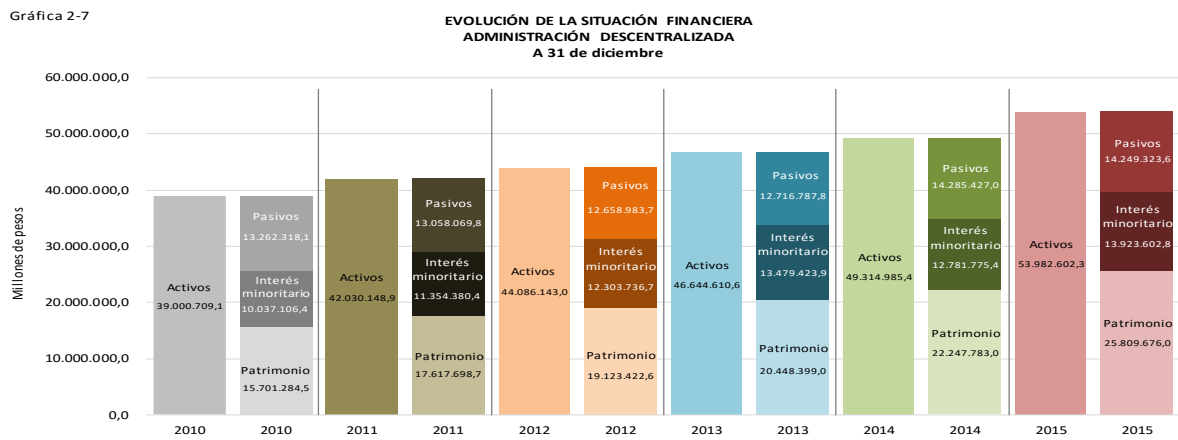 Gráfica 2-7
EVOLUCIÓN DE LA SITUACIÓN FINANCIERA
ADMINISTRACIÓN DESCENTRALIZADA
A 31 de diciembre
Millones de pesos
60.000.000,0
50.000.000,0
40.000.000,0
30.000.000,0
20.000.000,0
10.000.000,0
0,0
Activos
39.000.709,1
Pasivos
13.262.318,1
Interés
minoritario
10.037.106,4
Patrimonio
15.701.284,5
Activos
42.030.148,9
Pasivos
13.058.069,8
Interés
minoritario
11.354.380,4
Patrimonio
17.617.698,7
Activos
44.086.143,0
Pasivos
12.658.983,7
Interés
minoritario
12.303.736,7
Patrimonio
19.123.422,6
Activos
46.644.610,6
Pasivos
12.716.787,8
Interés
minoritario
13.479.423,9
Patrimonio
20.448.399,0
Activos
49.314.985,4
Pasivos
14.285.427,0
Interés
minoritario
12.781.775,4
Patrimonio
22.247.783,0
Activos
53.982.602,3
Pasivos
14.249.323,6
Interés
minoritario
13.923.602,8
Patrimonio
25.809.676,0
2010 2010 2011 2011 2012 2012 2013 2013 2014 2014 2015 2015